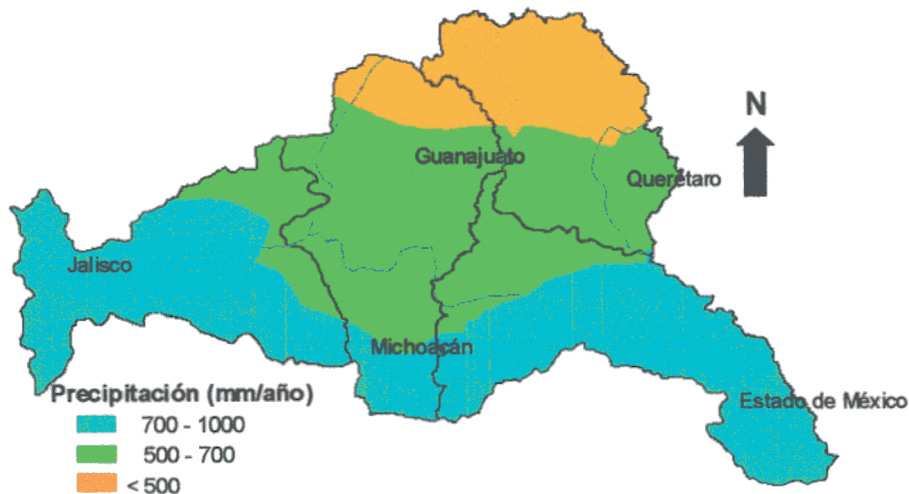 N
Guanajuato
Querétaro
Jalisco
Michoacán
Precipitación (mm/año)
700 - 1000
500 - 700
< 500
Estado de México